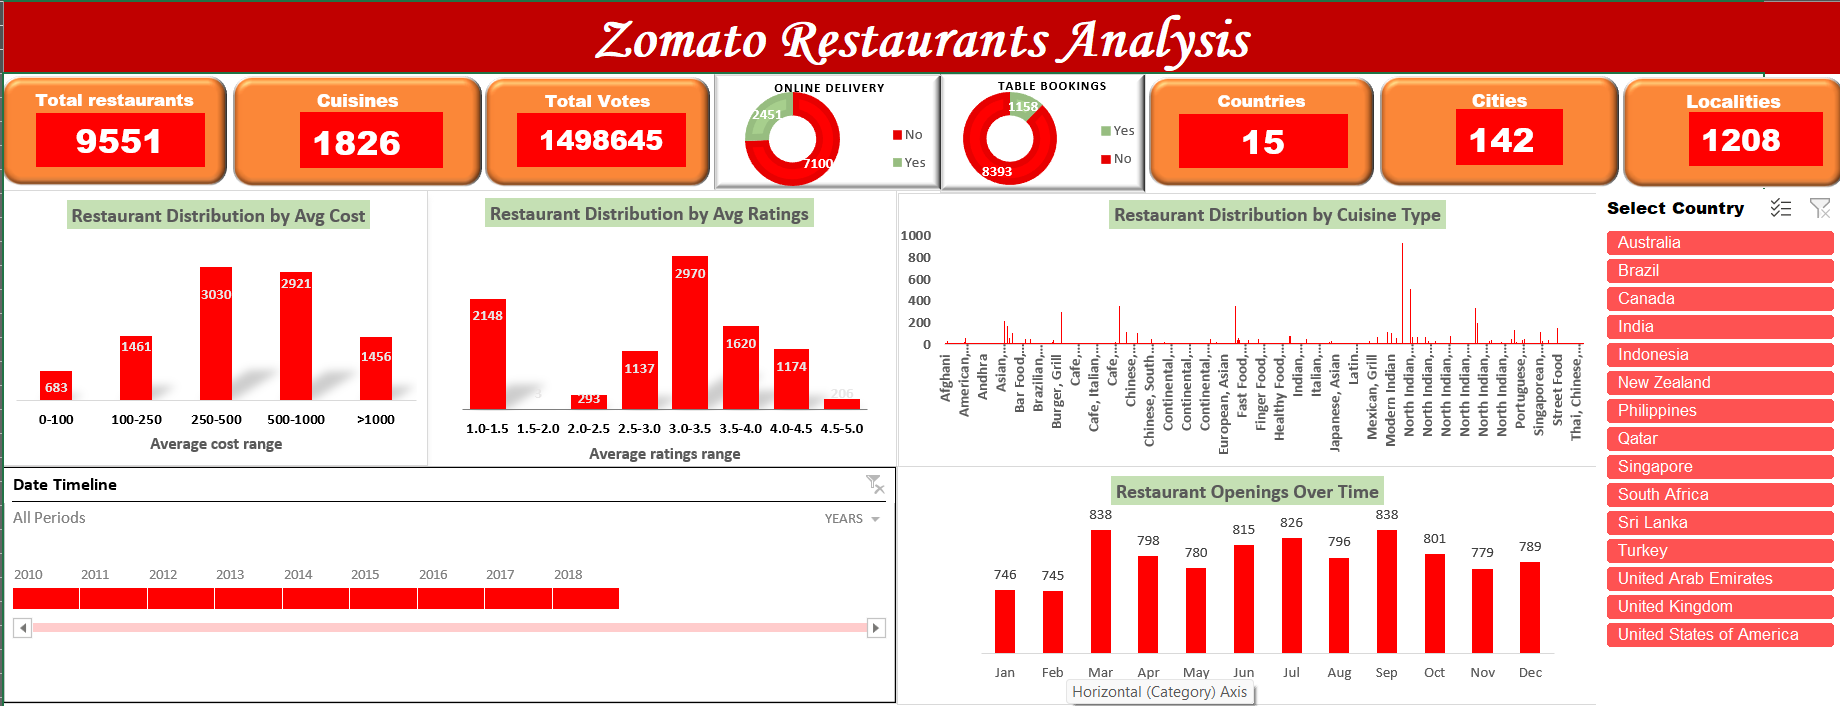 Zomato Restaurants Analysis
Total restaurants
9551
Cuisines
1826
Total Votes
1498645
ONLINE DELIVERY
2451
7100
No
Yes
TABLE BOOKINGS
1158
8393
Yes
No
Countries
15
Cities
142
Localities
1208
Restaurant Distribution by Avg Cost
683
1461
3030
2921
1456
0-100 100-250 250-500 500-1000 >1000
Average cost range
Restaurant Distribution by Avg Ratings
2148
3
293
1137
2970
1620
1174
206
1.0-1.5 1.5-2.0 2.0-2.5 2.5-3.0 3.0-3.5 3.5-4.0 4.0-4.5 4.5-5.0
Average ratings range
Restaurant Distribution by Cuisine Type
1000
800
600
400
200
0
Afghani
American,...
Andhra
Asian,...
Bar Food,...
Brazilian,...
Burger, Grill
Cafe,...
Cafe, Italian,...
Cafe,...
Chinese,...
Chinese, South...
Continental,...
Continental,...
Continental,...
European, Asian
Fast Food,...
Finger Food,...
Healthy Food,...
Indian,...
Italian,...
Japanese, Asian
Latin...
Mexican, Grill
Modern Indian
North Indian,...
North Indian,...
North Indian,...
North Indian,...
North Indian,...
North Indian,...
Portuguese,...
Singaporean,...
Street Food
Thai, Chinese,...
Select Country
Australia
Brazil
Canada
India
Indonesia
New Zealand
Philippines
Qatar
Singapore
South Africa
Sri Lanka
Turkey
United Arab Emirates
United Kingdom
United States of America
Date Timeline
All Periods
YEARS
2010 2011 2012 2013 2014 2015 2016 2017 2018
Restaurant Openings Over Time
746 745 838 798 780 815 826 796 838 801 779 789
Jan Feb Mar Apr May Jun Jul Aug Sep Oct Nov Dec
Horizontal (Category) Axis